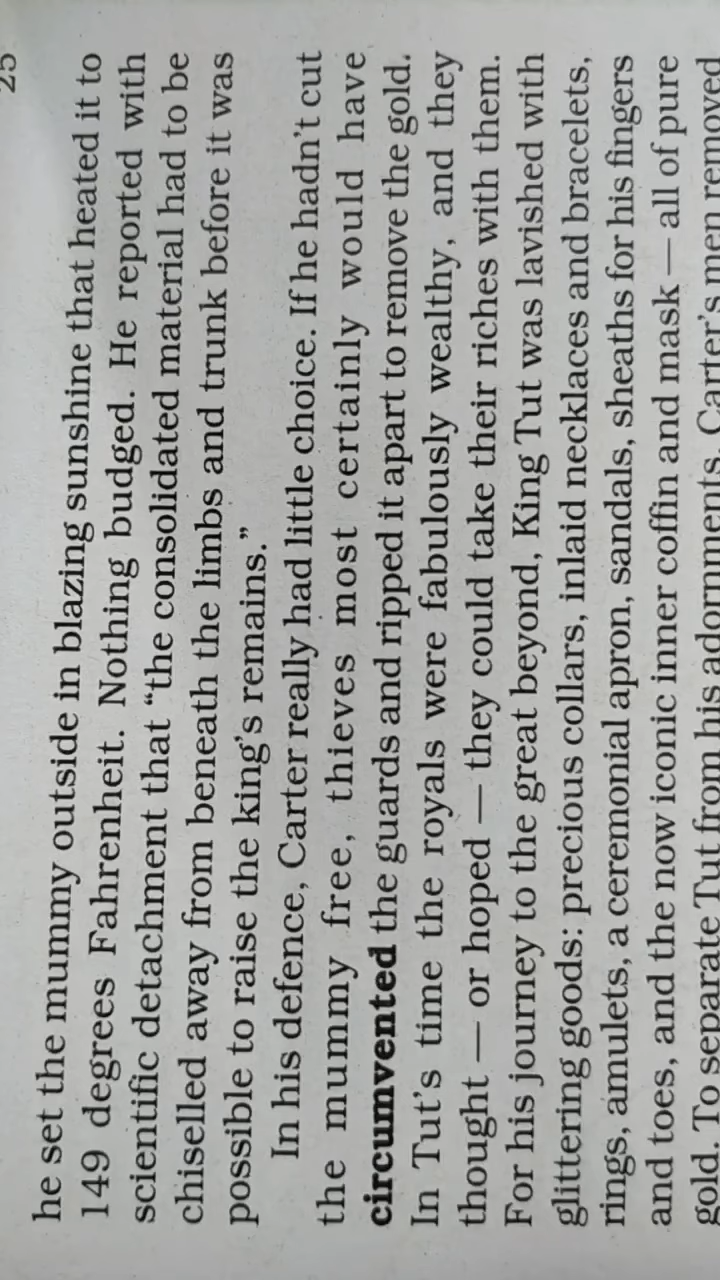 25
he set the mummy outside in blazing sunshine that heated it to
149 degrees Fahrenheit. Nothing budged. He reported with
scientific detachment that “the consolidated material had to be
chiselled away from beneath the limbs and trunk before it was
possible to raise the king’s remains.”
In his defence, Carter really had little choice. If he hadn’t cut
the mummy free, thieves most certainly would have
circumvented the guards and ripped it apart to remove the gold.
In Tut’s time the royals were fabulously wealthy, and they
thought — or hoped — they could take their riches with them.
For his journey to the great beyond, King Tut was lavished with
glittering goods: precious collars, inlaid necklaces and bracelets,
rings, amulets, a ceremonial apron, sandals, sheaths for his fingers
and toes, and the now iconic inner coffin and mask — all of pure
gold. To separate Tut from his adornments, Carter’s men removed